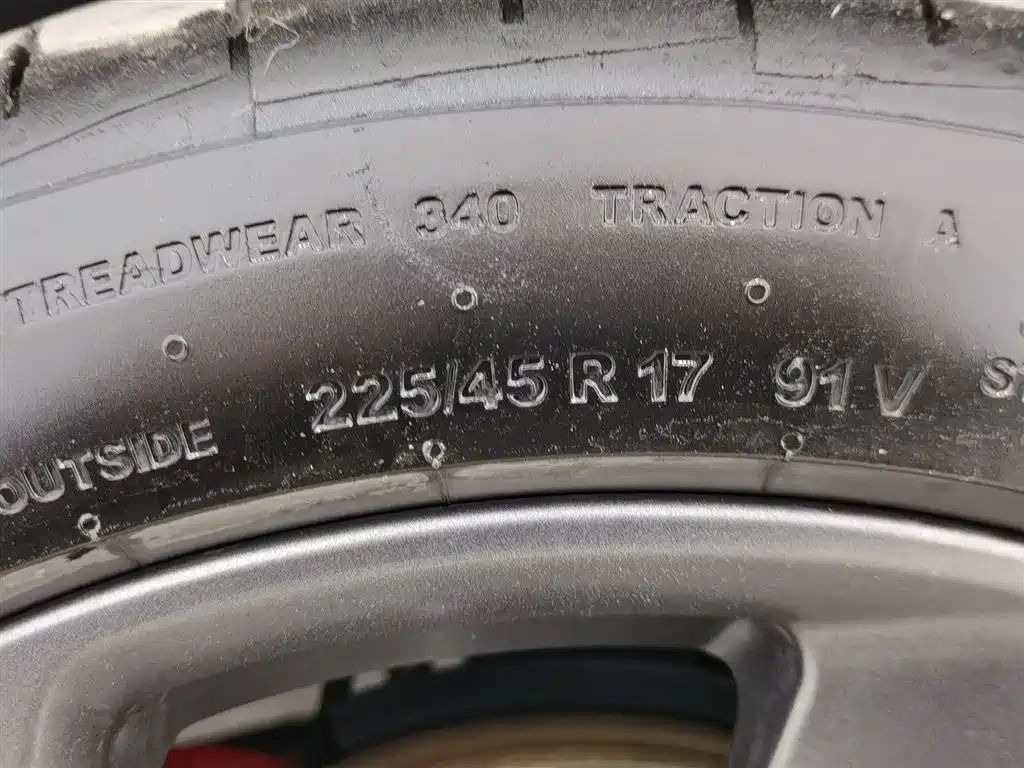 TREADWEAR 340 TRACTION A
225/45 R 17 91 V
OUTSIDE